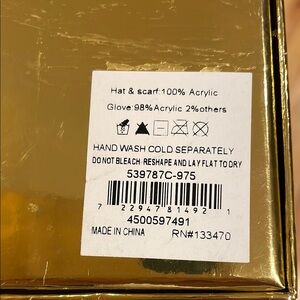 Hat & scarf:100% Acrylic
Glove:98%Acrylic 2%others
HAND WASH COLD SEPARATELY
DO NOT BLEACH RESHAPE AND LAY FLAT TO DRY
539787C-975
7 22947 81492 1
4500597491
MADE IN CHINA RN#133470